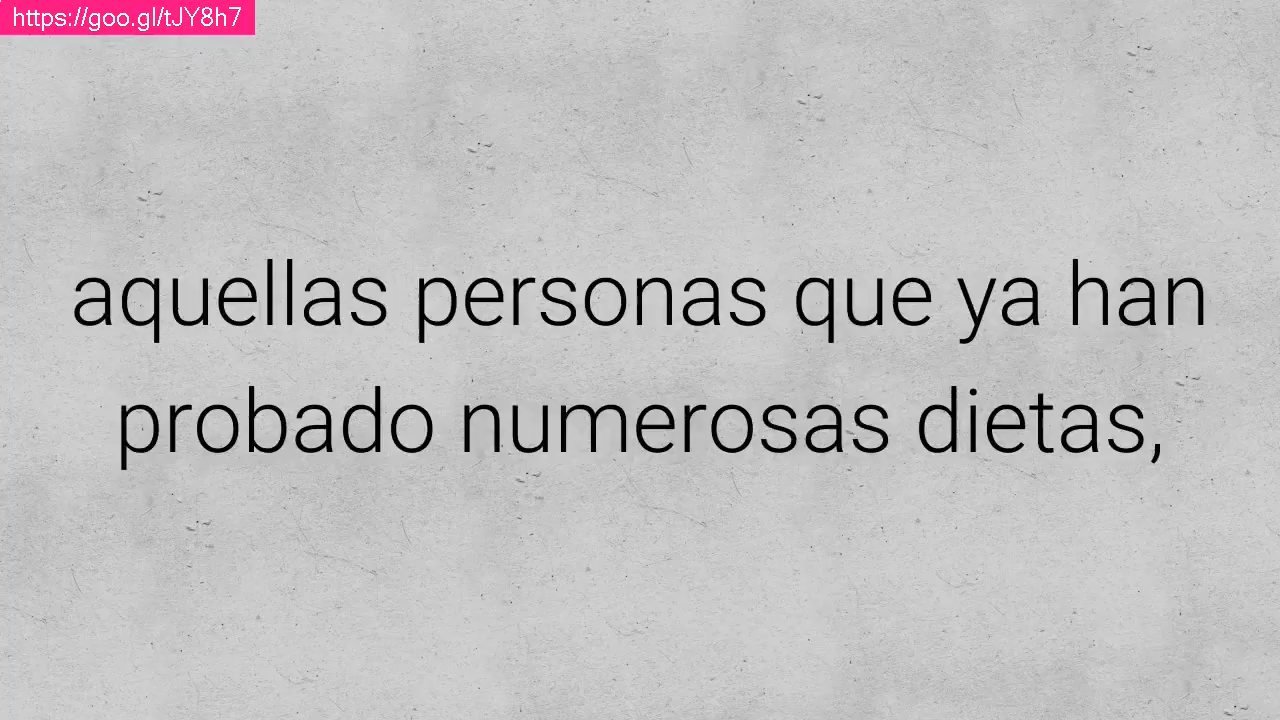 https://goo.gl/tJY8h7
aquellas personas que ya han
probado numerosas dietas,